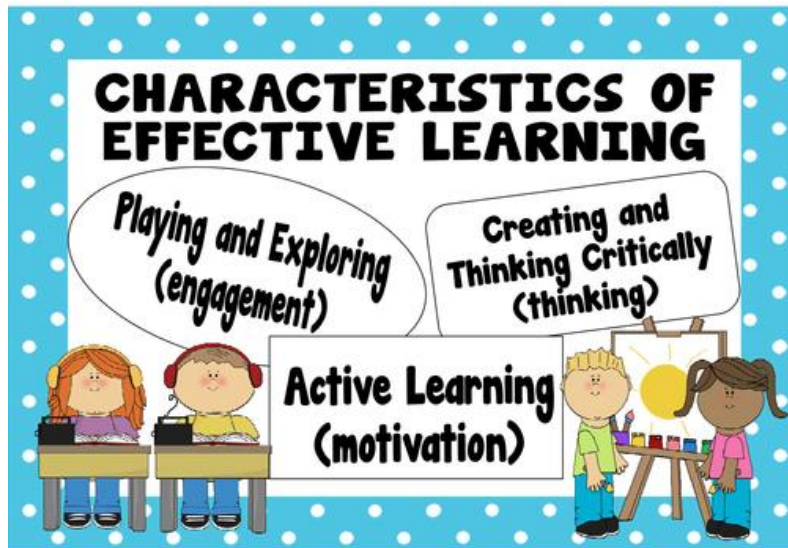 CHARACTERISTICS OF
EFFECTIVE LEARNING
Playing and Exploring
(engagement)
Creating and
Thinking Critically
(thinking)
Active Learning
(motivation)